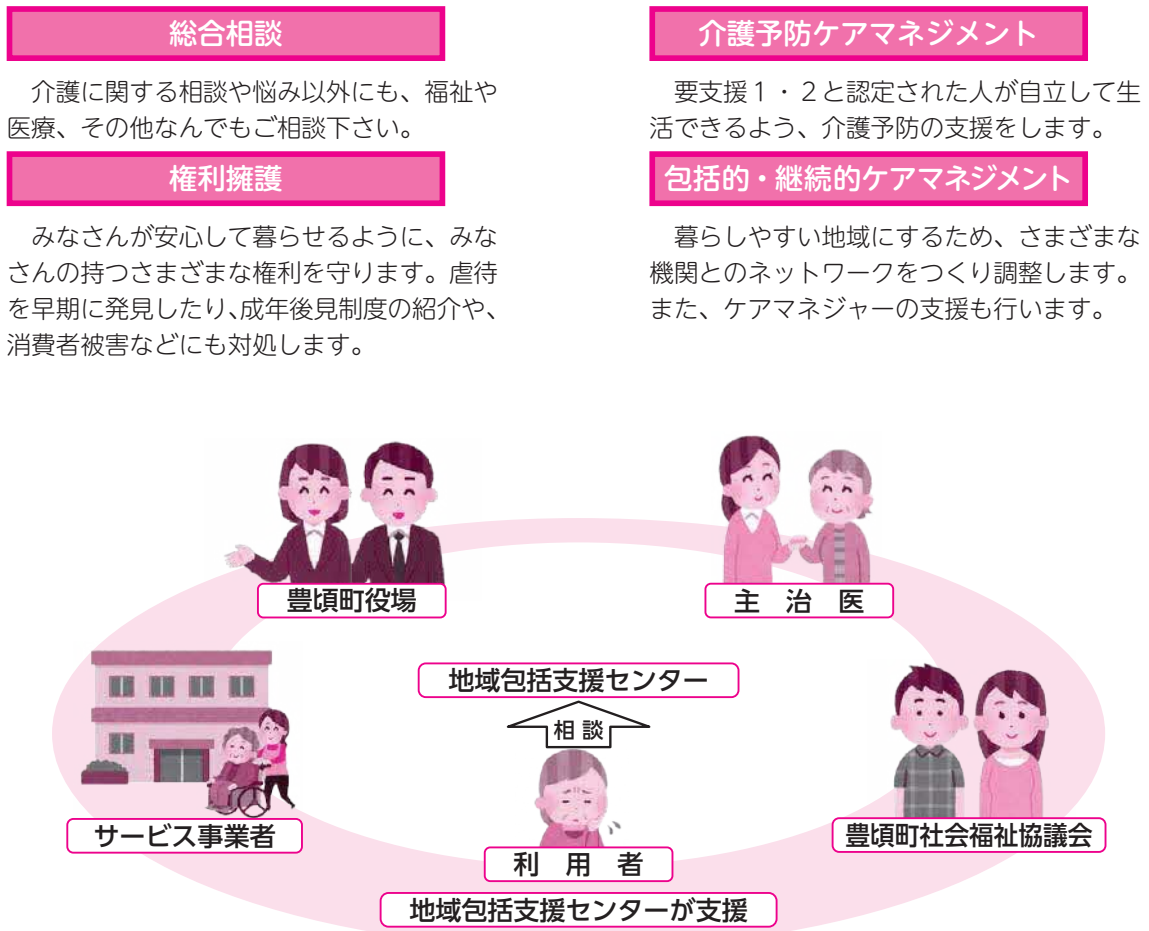 総合相談
介護に関する相談や悩み以外にも、福祉や
医療、その他なんでもご相談下さい。
権利擁護
みなさんが安心して暮らせるように、みな
さんの持つさまざまな権利を守ります。虐待
を早期に発見したり、成年後見制度の紹介や、
消費者被害などにも対処します。
介護予防ケアマネジメント
要支援１・２と認定された人が自立して生
活できるよう、介護予防の支援をします。
包括的・継続的ケアマネジメント
暮らしやすい地域にするため、さまざまな
機関とのネットワークをつくり調整します。
また、ケアマネジャーの支援も行います。
豊頃町役場
主　治　医
地域包括支援センター
相 談
サービス事業者
豊頃町社会福祉協議会
利　用　者
地域包括支援センターが支援